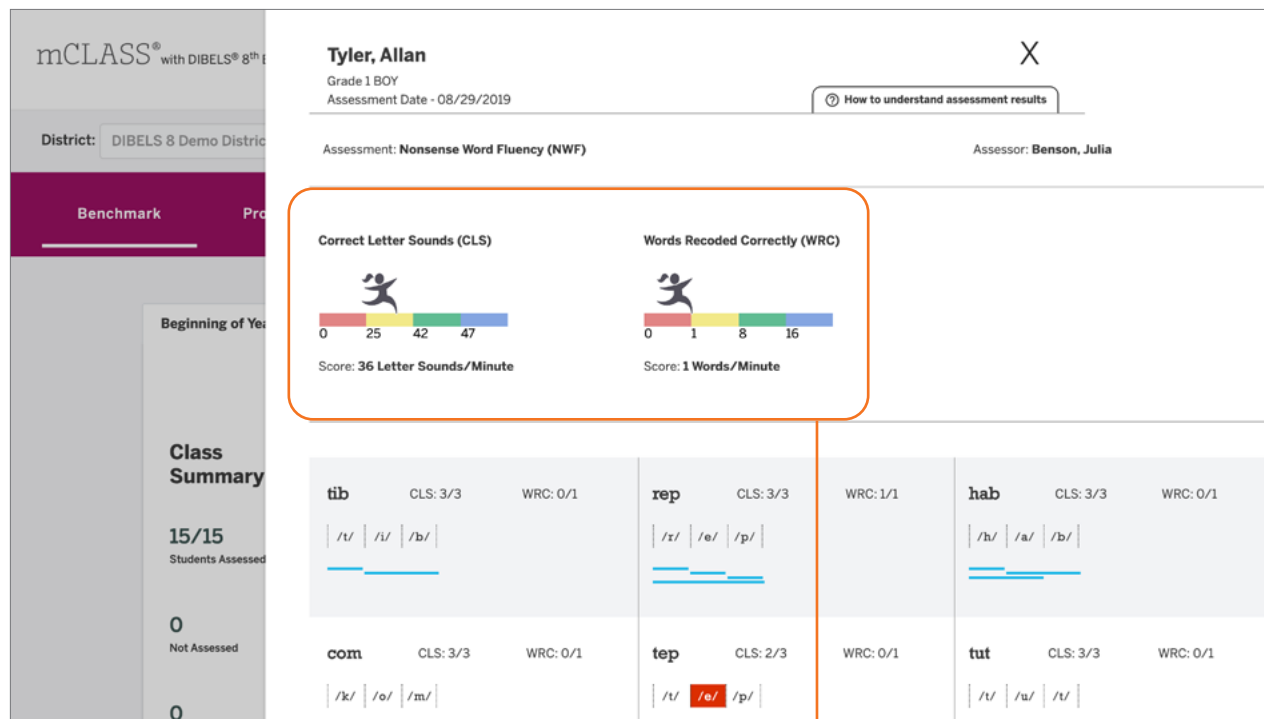 mCLASS® with DIBELS® 8th E
Tyler, Allan
X
Grade 1 BOY
Assessment Date - 08/29/2019
? How to understand assessment results
District: DIBELS 8 Demo Distric
Assessment: Nonsense Word Fluency (NWF)
Assessor: Benson, Julia
Benchmark
Pro
Correct Letter Sounds (CLS)
Words Recoded Correctly (WRC)
0 25 42 47
0 1 8 16
Score: 36 Letter Sounds/Minute
Score: 1 Words/Minute
Beginning of Yea
Class
Summary
15/15
Students Assessed
0
Not Assessed
0
tib CLS: 3/3 WRC: 0/1
/t/ /i/ /b/
rep CLS: 3/3 WRC: 1/1
/r/ /e/ /p/
hab CLS: 3/3 WRC: 0/1
/h/ /a/ /b/
com CLS: 3/3 WRC: 0/1
/k/ /o/ /m/
tep CLS: 2/3 WRC: 0/1
/t/ /e/ /p/
tut CLS: 3/3 WRC: 0/1
/t/ /u/ /t/